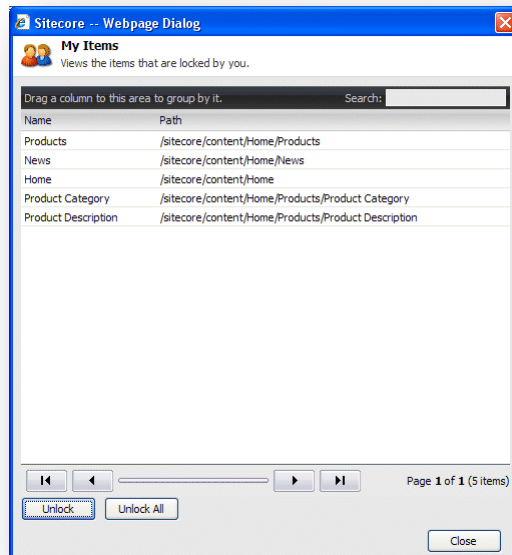 Sitecore -- Webpage Dialog
My Items
Views the items that are locked by you.
Drag a column to this area to group by it. Search:
Name Path
Products /sitecore/content/Home/Products
News /sitecore/content/Home/News
Home /sitecore/content/Home
Product Category /sitecore/content/Home/Products/Product Category
Product Description /sitecore/content/Home/Products/Product Description
Page 1 of 1 (5 items)
Unlock Unlock All
Close